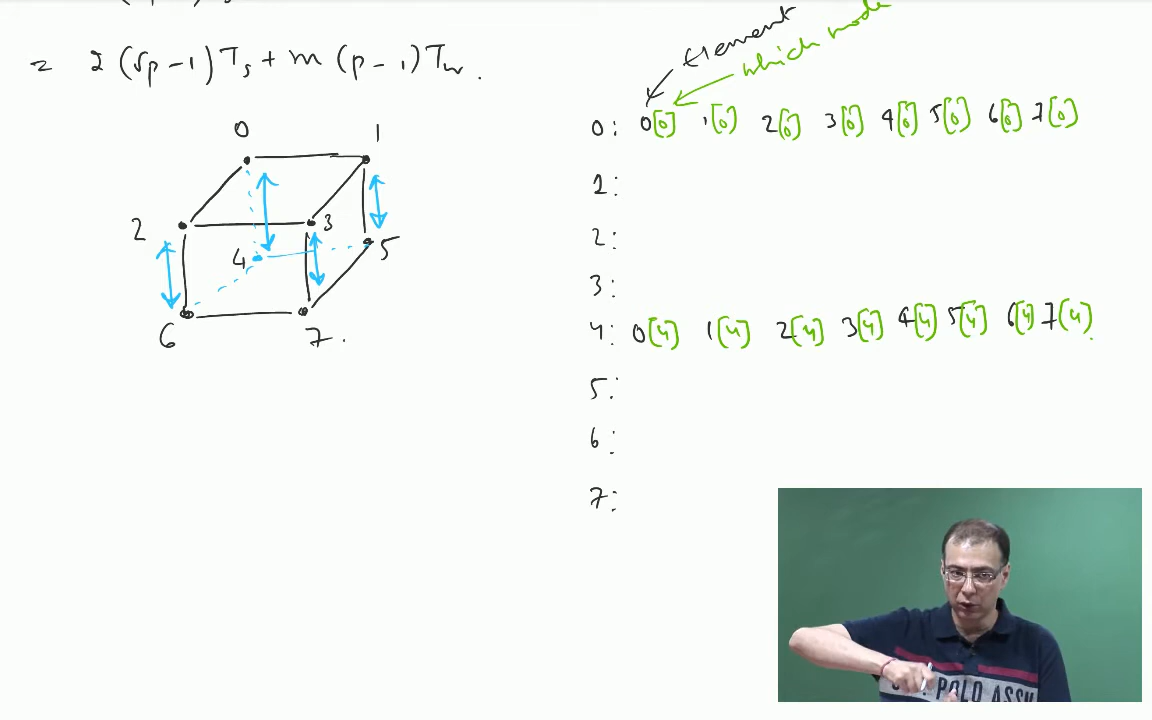 = 2 (√p - 1) Ts + m (p - 1) Tw.
Element
which node
0: 0[0] 1[0] 2[0] 3[0] 4[0] 5[0] 6[0] 7[0]
1:
2:
3:
4: 0[4] 1[4] 2[4] 3[4] 4[4] 5[4] 6[4] 7[4].
5:
6:
7:
0 1
2 3
4 5
6 7.
POLO ASSN